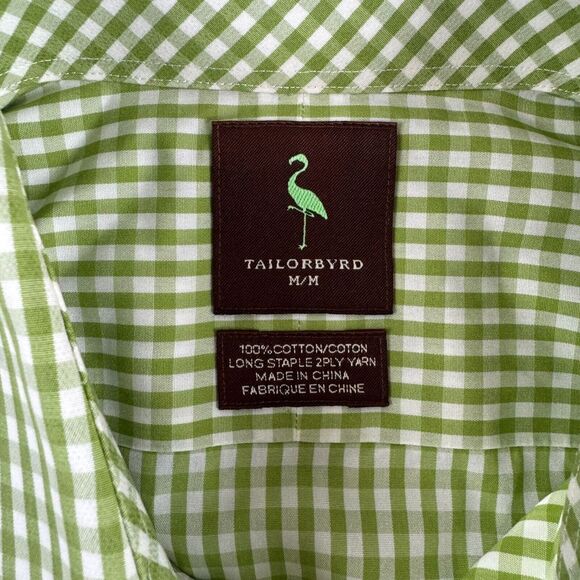 TAILORBYRD
M/M
100% COTTON/COTON
LONG STAPLE 2PLY YARN
MADE IN CHINA
FABRIQUE EN CHINE